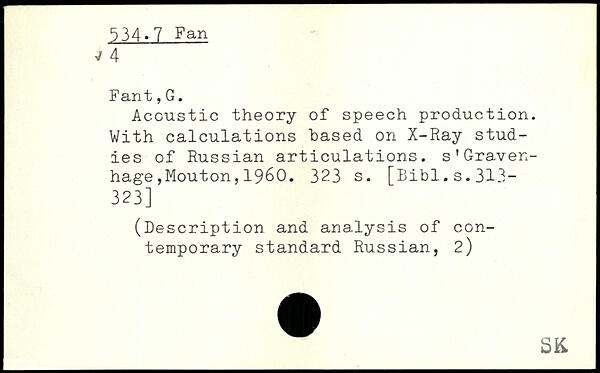 534.7 Fan
√ 4
Fant,G.
Acoustic theory of speech production.
With calculations based on X-Ray stud-
ies of Russian articulations. s'Graven-
hage,Mouton,1960. 323 s. [Bibl.s.313-
323]
(Description and analysis of con-
temporary standard Russian, 2)
SK